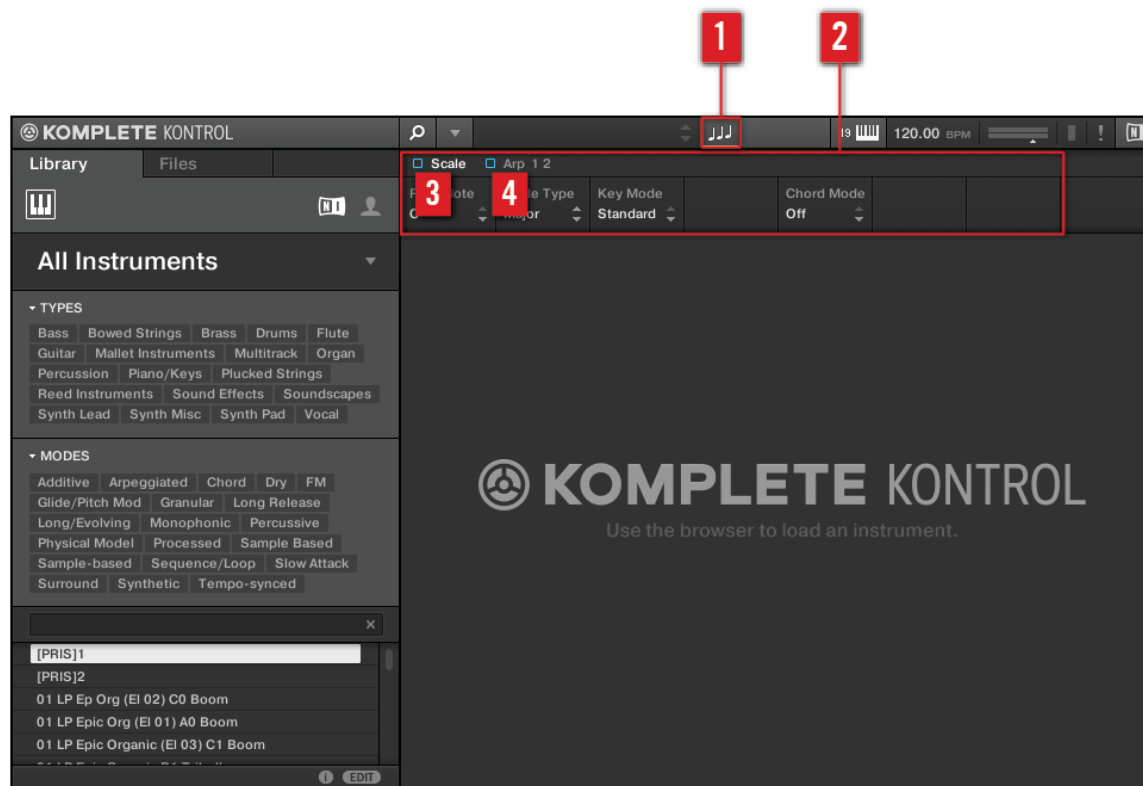 1 2
KOMPLETE KONTROL
19 120.00 BPM !
Library Files
Scale Arp 1 2
3 4
Type Key Mode Chord Mode
Standard Off
All Instruments
TYPES
Bass Bowed Strings Brass Drums Flute
Guitar Mallet Instruments Multitrack Organ
Percussion Piano/Keys Plucked Strings
Reed Instruments Sound Effects Soundscapes
Synth Lead Synth Misc Synth Pad Vocal
MODES
Additive Arpeggiated Chord Dry FM
Glide/Pitch Mod Granular Long Release
Long/Evolving Monophonic Percussive
Physical Model Processed Sample Based
Sample-based Sequence/Loop Slow Attack
Surround Synthetic Tempo-synced
KOMPLETE KONTROL
Use the browser to load an instrument.
[PRIS]1
[PRIS]2
01 LP Ep Org (El 02) C0 Boom
01 LP Epic Org (El 01) A0 Boom
01 LP Epic Organic (El 03) C1 Boom
i EDIT